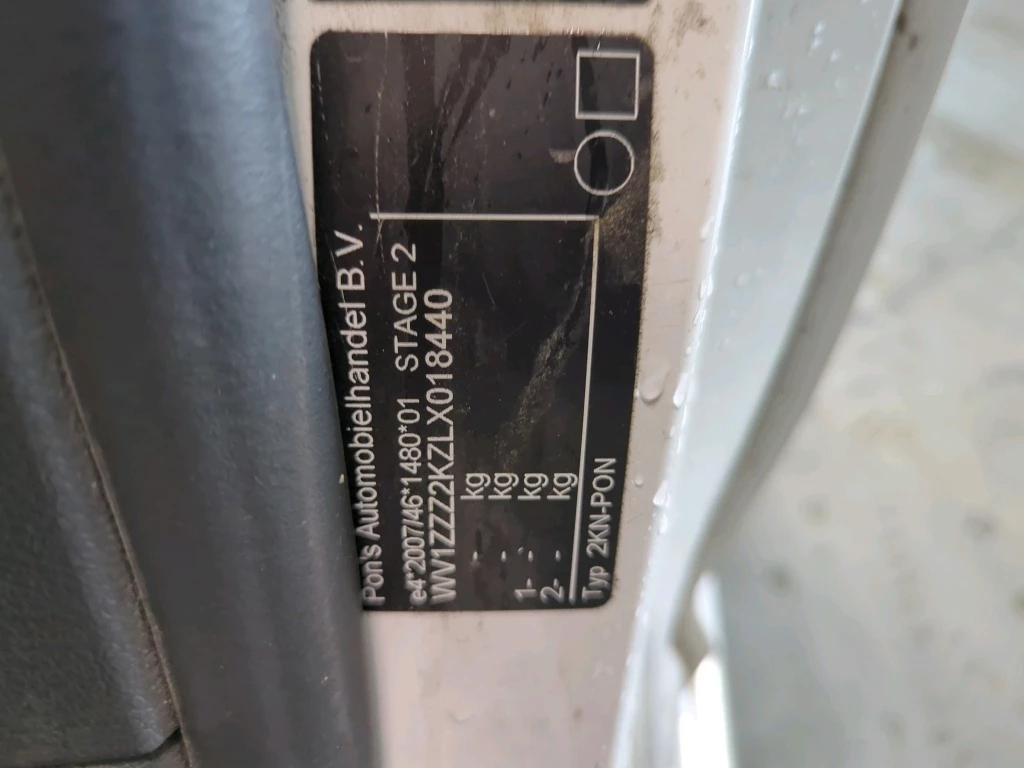 Pon's Automobielhandel B.V.
e4*2007/46*1480*01 STAGE 2
WV1ZZZ2KZLX018440
- kg
- kg
1- - kg
2- - kg
Typ 2KN-PON